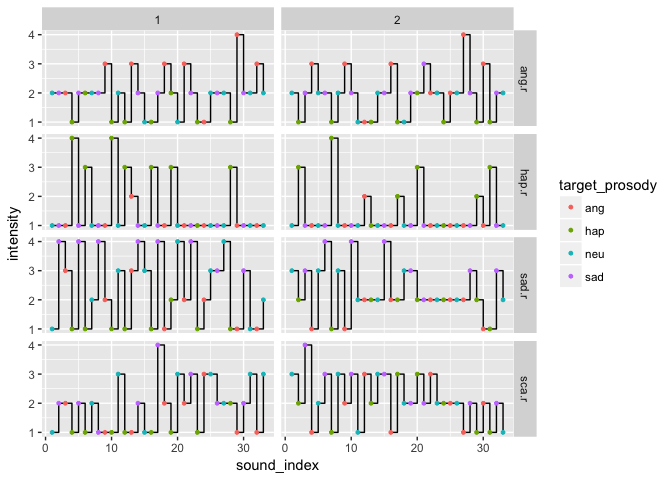 1 2
4
3
2
1
ang.r
4
3
2
1
hap.r
4
3
2
1
sad.r
4
3
2
1
sca.r
intensity
0 10 20 30 0 10 20 30
sound_index
target_prosody
ang
hap
neu
sad